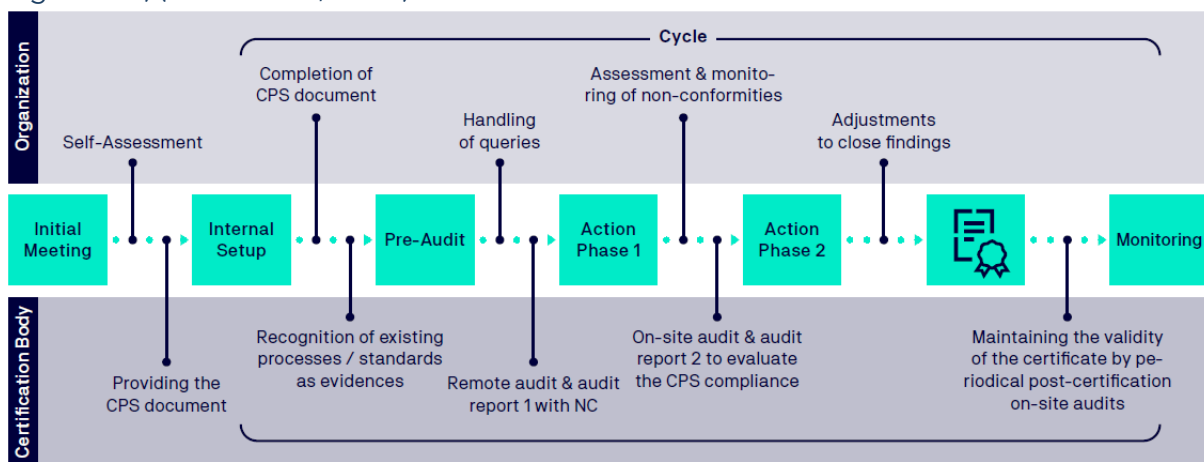 Cycle
Organization
Completion of
CPS document
Assessment & monito-
ring of non-conformities
Self-Assessment
Handling
of queries
Adjustments
to close findings
Initial
Meeting
Internal
Setup
Pre-Audit
Action
Phase 1
Action
Phase 2
Monitoring
Certification Body
Providing the
CPS document
Recognition of existing
processes / standards
as evidences
Remote audit & audit
report 1 with NC
On-site audit & audit
report 2 to evaluate
the CPS compliance
Maintaining the validity
of the certificate by pe-
riodical post-certification
on-site audits